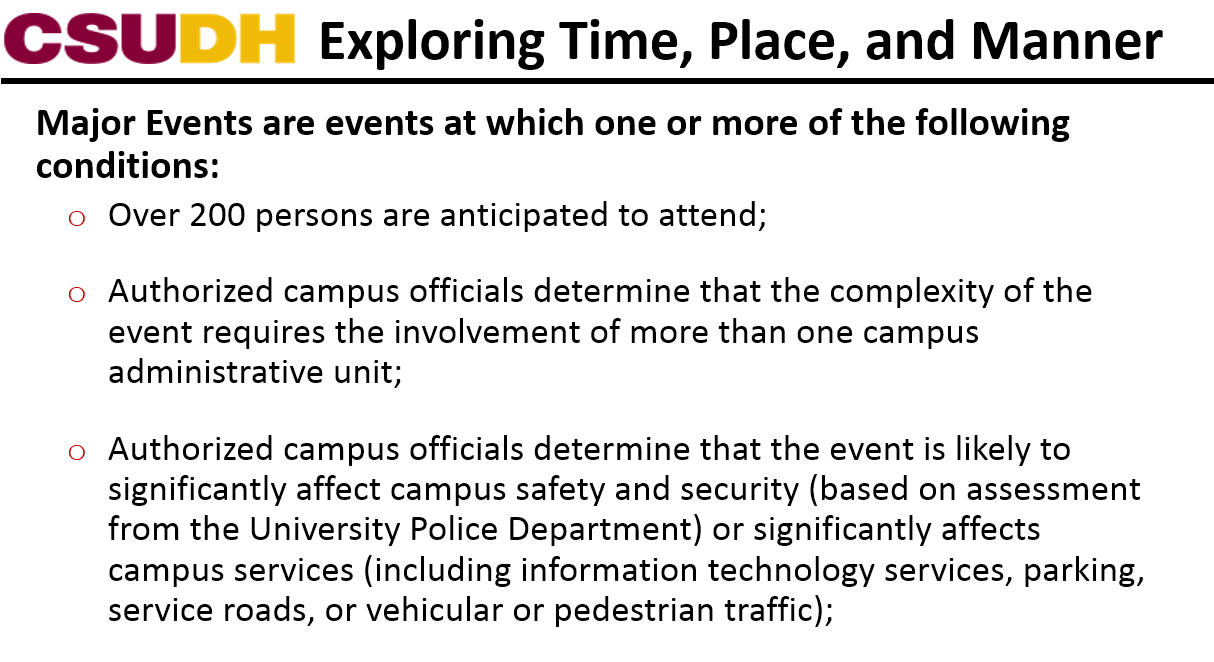 CSUDH Exploring Time, Place, and Manner
Major Events are events at which one or more of the following
conditions:
o Over 200 persons are anticipated to attend;
o Authorized campus officials determine that the complexity of the
event requires the involvement of more than one campus
administrative unit;
o Authorized campus officials determine that the event is likely to
significantly affect campus safety and security (based on assessment
from the University Police Department) or significantly affects
campus services (including information technology services, parking,
service roads, or vehicular or pedestrian traffic);